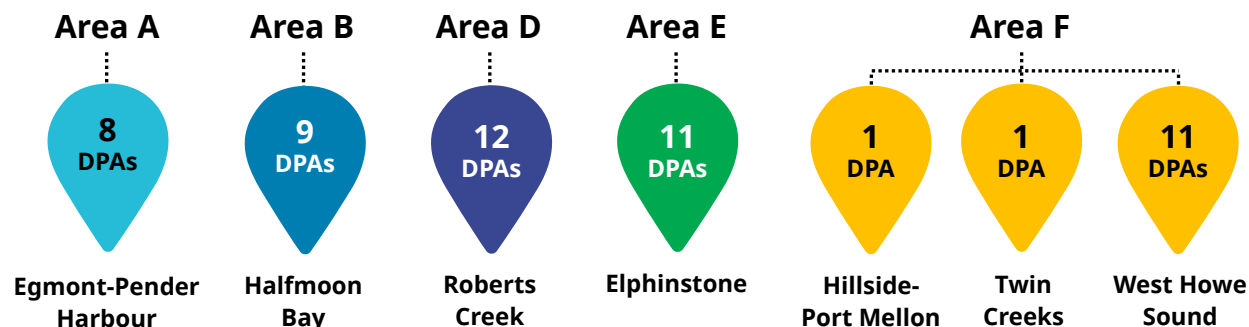 Area A
Area B
Area D
Area E
Area F
8
DPAs
9
DPAs
12
DPAs
11
DPAs
1
DPA
1
DPA
11
DPAs
Egmont-Pender
Harbour
Halfmoon
Bay
Roberts
Creek
Elphinstone
Hillside-
Port Mellon
Twin
Creeks
West Howe
Sound